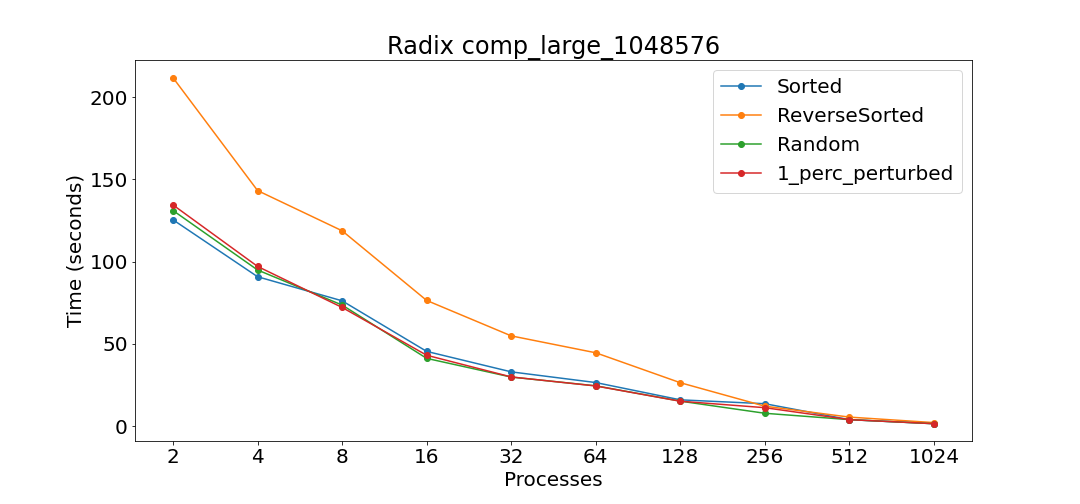 Radix comp_large_1048576
Sorted
ReverseSorted
Random
1_perc_perturbed
Time (seconds)
200
150
100
50
0
2 4 8 16 32 64 128 256 512 1024
Processes